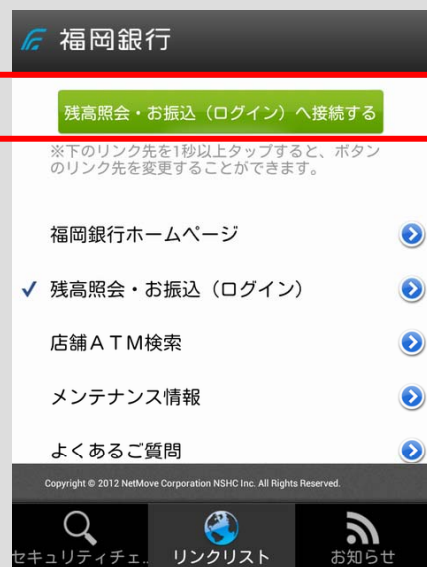 福岡銀行
残高照会・お振込（ログイン）へ接続する
※下のリンク先を1秒以上タップすると、ボタン
のリンク先を変更することができます。
福岡銀行ホームページ
残高照会・お振込（ログイン）
店舗ＡＴＭ検索
メンテナンス情報
よくあるご質問
Copyright © 2012 NetMove Corporation NSHC Inc. All Rights Reserved.
セキュリティチェ..
リンクリスト
お知らせ